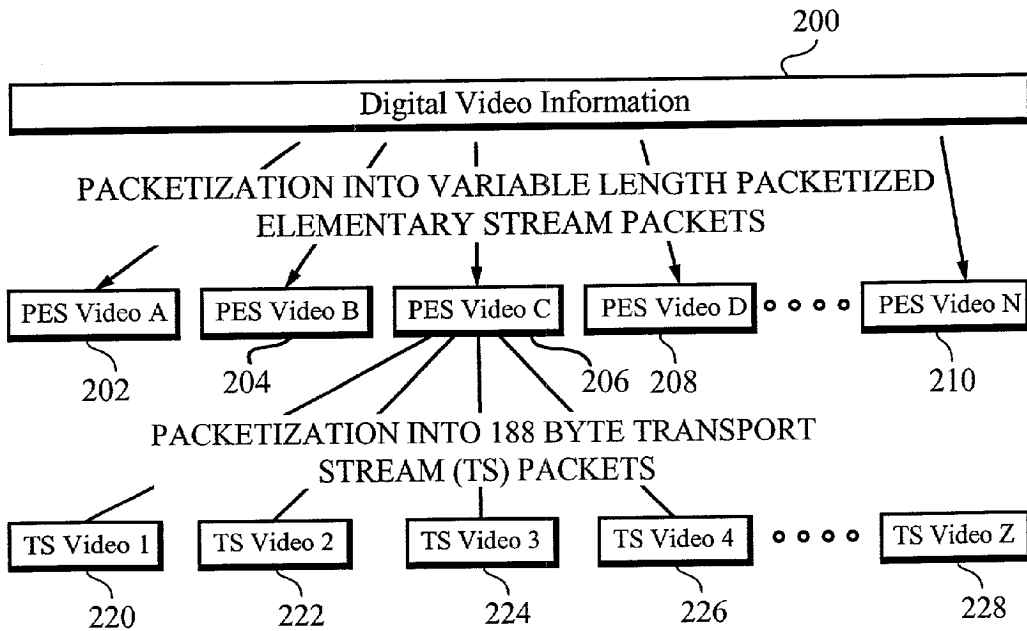 200
Digital Video Information
PACKETIZATION INTO VARIABLE LENGTH PACKETIZED
ELEMENTARY STREAM PACKETS
PES Video A
PES Video B
PES Video C
PES Video D
PES Video N
202
204
206
208
210
PACKETIZATION INTO 188 BYTE TRANSPORT
STREAM (TS) PACKETS
TS Video 1
TS Video 2
TS Video 3
TS Video 4
TS Video Z
220
222
224
226
228